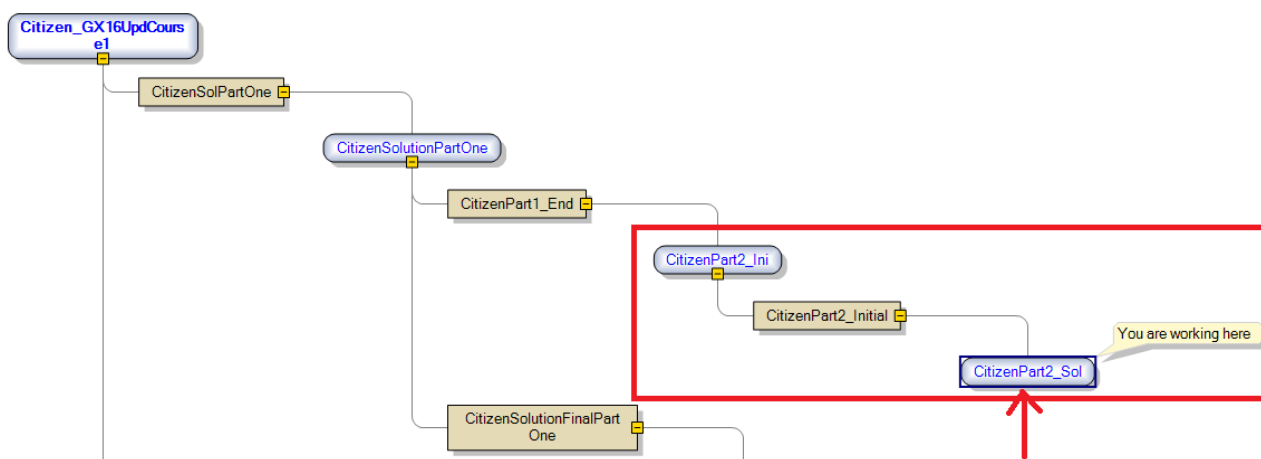 Citizen_GX16UpdCours
e1
CitizenSolPartOne
CitizenSolutionPartOne
CitizenPart1_End
CitizenPart2_Ini
CitizenPart2_Initial
You are working here
CitizenPart2_Sol
CitizenSolutionFinalPart
One